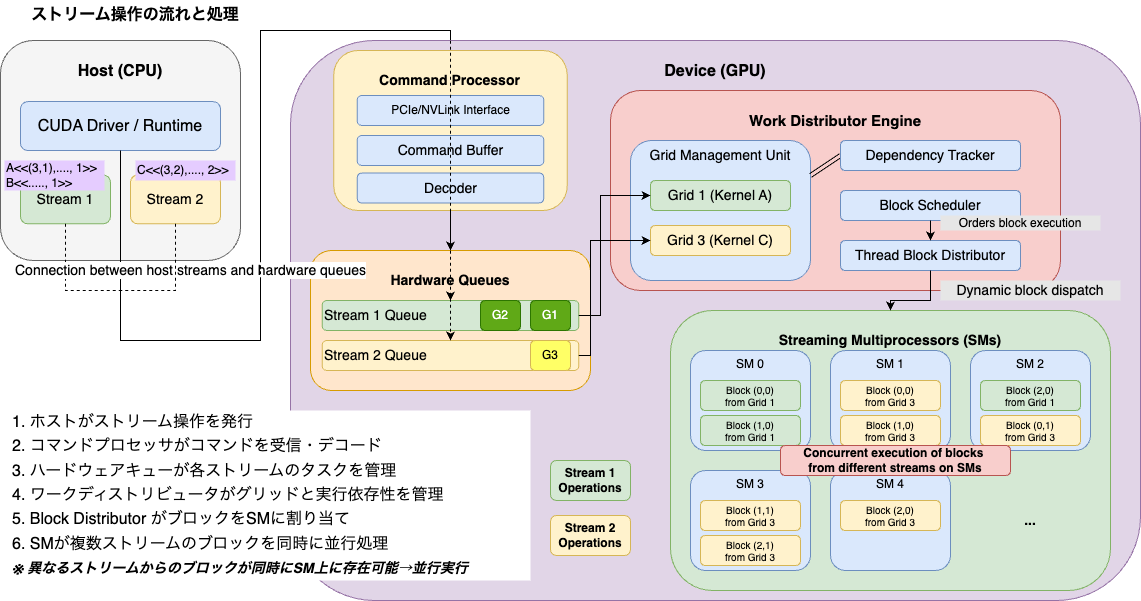 ストリーム操作の流れと処理
Host (CPU)
CUDA Driver / Runtime
A<<(3,1),...., 1>>
B<<....., 1>>
C<<(3,2),...., 2>>
Stream 1
Stream 2
Connection between host streams and hardware queues
Device (GPU)
Command Processor
PCIe/NVLink Interface
Command Buffer
Decoder
Hardware Queues
Stream 1 Queue
G2
G1
Stream 2 Queue
G3
Work Distributor Engine
Grid Management Unit
Grid 1 (Kernel A)
Grid 3 (Kernel C)
Dependency Tracker
Block Scheduler
Orders block execution
Thread Block Distributor
Dynamic block dispatch
Streaming Multiprocessors (SMs)
SM 0
Block (0,0)
from Grid 1
Block (1,0)
from Grid 1
SM 1
Block (0,0)
from Grid 3
Block (1,0)
from Grid 3
SM 2
Block (2,0)
from Grid 1
Block (0,1)
from Grid 3
Concurrent execution of blocks
from different streams on SMs
SM 3
Block (1,1)
from Grid 3
Block (2,1)
from Grid 3
SM 4
Block (2,0)
from Grid 3
...
Stream 1
Operations
Stream 2
Operations
1. ホストがストリーム操作を発行
2. コマンドプロセッサがコマンドを受信・デコード
3. ハードウェアキューが各ストリームのタスクを管理
4. ワークディストリビュータがグリッドと実行依存性を管理
5. Block Distributor がブロックをSMに割り当て
6. SMが複数ストリームのブロックを同時に並行処理
※ 異なるストリームからのブロックが同時にSM上に存在可能→並行実行